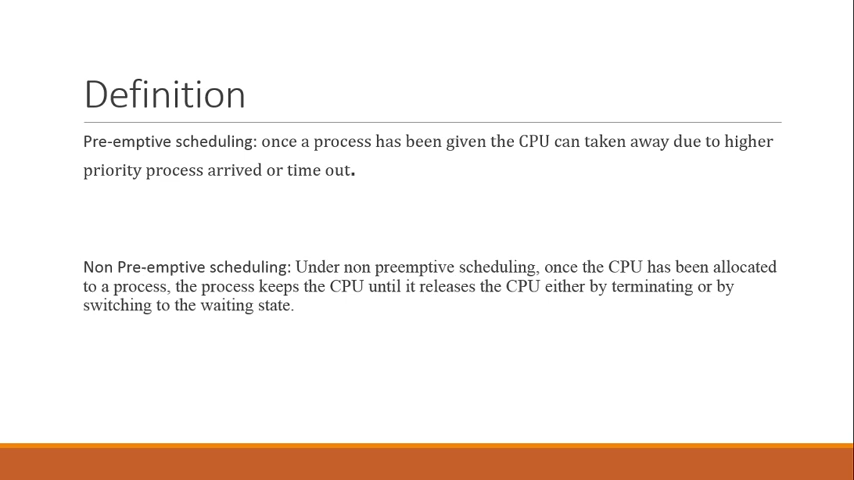 Definition
Pre-emptive scheduling: once a process has been given the CPU can taken away due to higher
priority process arrived or time out.
Non Pre-emptive scheduling: Under non preemptive scheduling, once the CPU has been allocated
to a process, the process keeps the CPU until it releases the CPU either by terminating or by
switching to the waiting state.